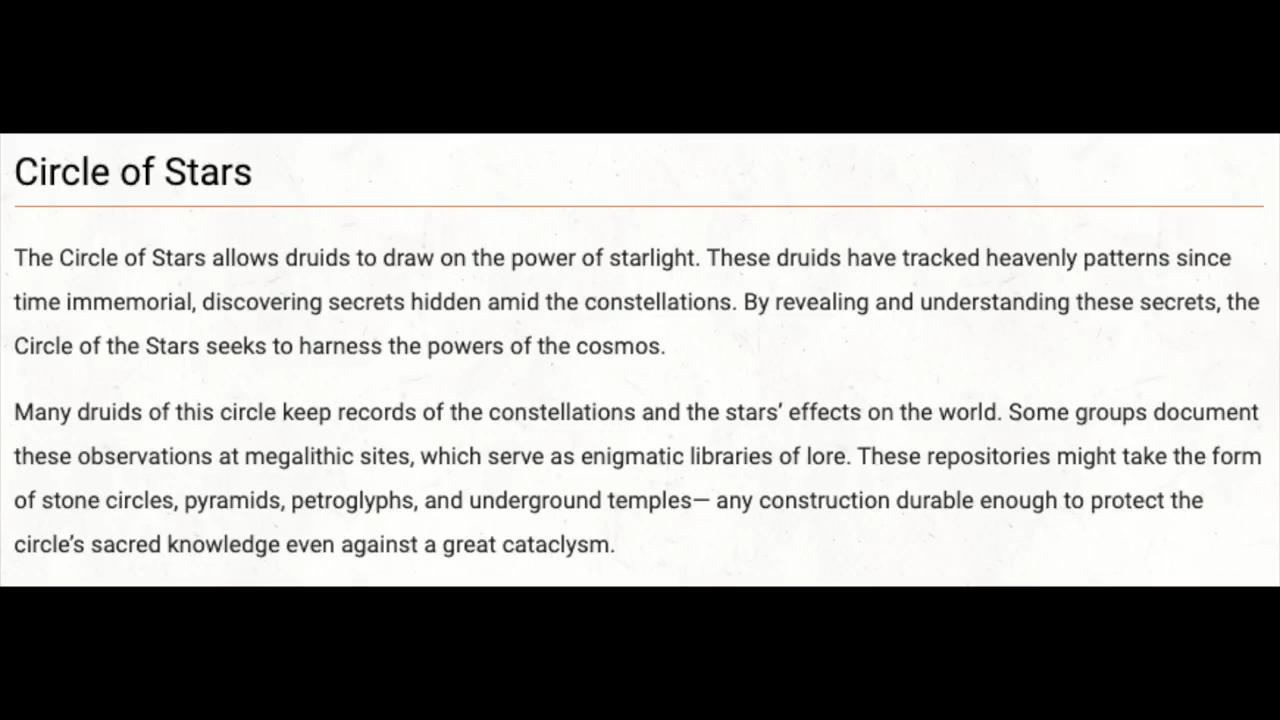 Circle of Stars
The Circle of Stars allows druids to draw on the power of starlight. These druids have tracked heavenly patterns since
time immemorial, discovering secrets hidden amid the constellations. By revealing and understanding these secrets, the
Circle of the Stars seeks to harness the powers of the cosmos.
Many druids of this circle keep records of the constellations and the stars’ effects on the world. Some groups document
these observations at megalithic sites, which serve as enigmatic libraries of lore. These repositories might take the form
of stone circles, pyramids, petroglyphs, and underground temples— any construction durable enough to protect the
circle’s sacred knowledge even against a great cataclysm.